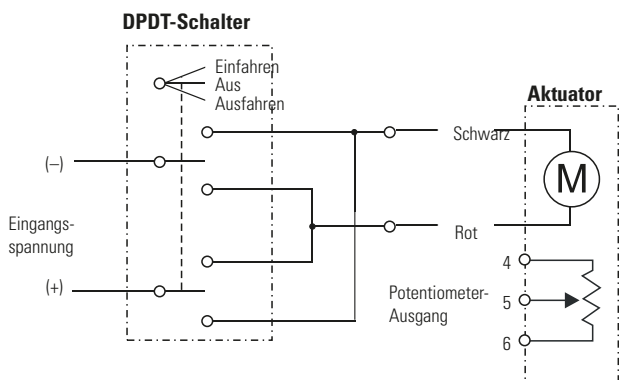 DPDT-Schalter
Einfahren
Aus
Ausfahren
Aktuator
Schwarz
(–)
M
Eingangs-
spannung
Rot
4
(+)
Potentiometer-
Ausgang
5
6